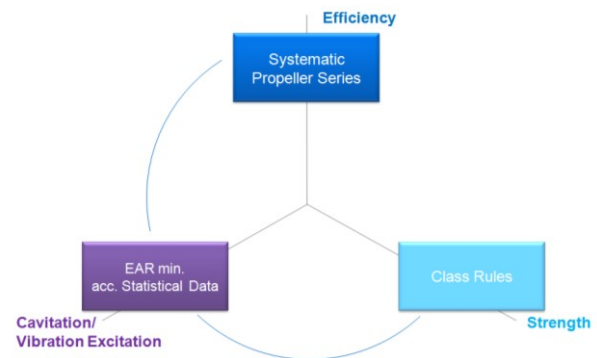 Efficiency
Systematic
Propeller Series
EAR min.
acc. Statistical Data
Class Rules
Cavitation/
Vibration Excitation
Strength